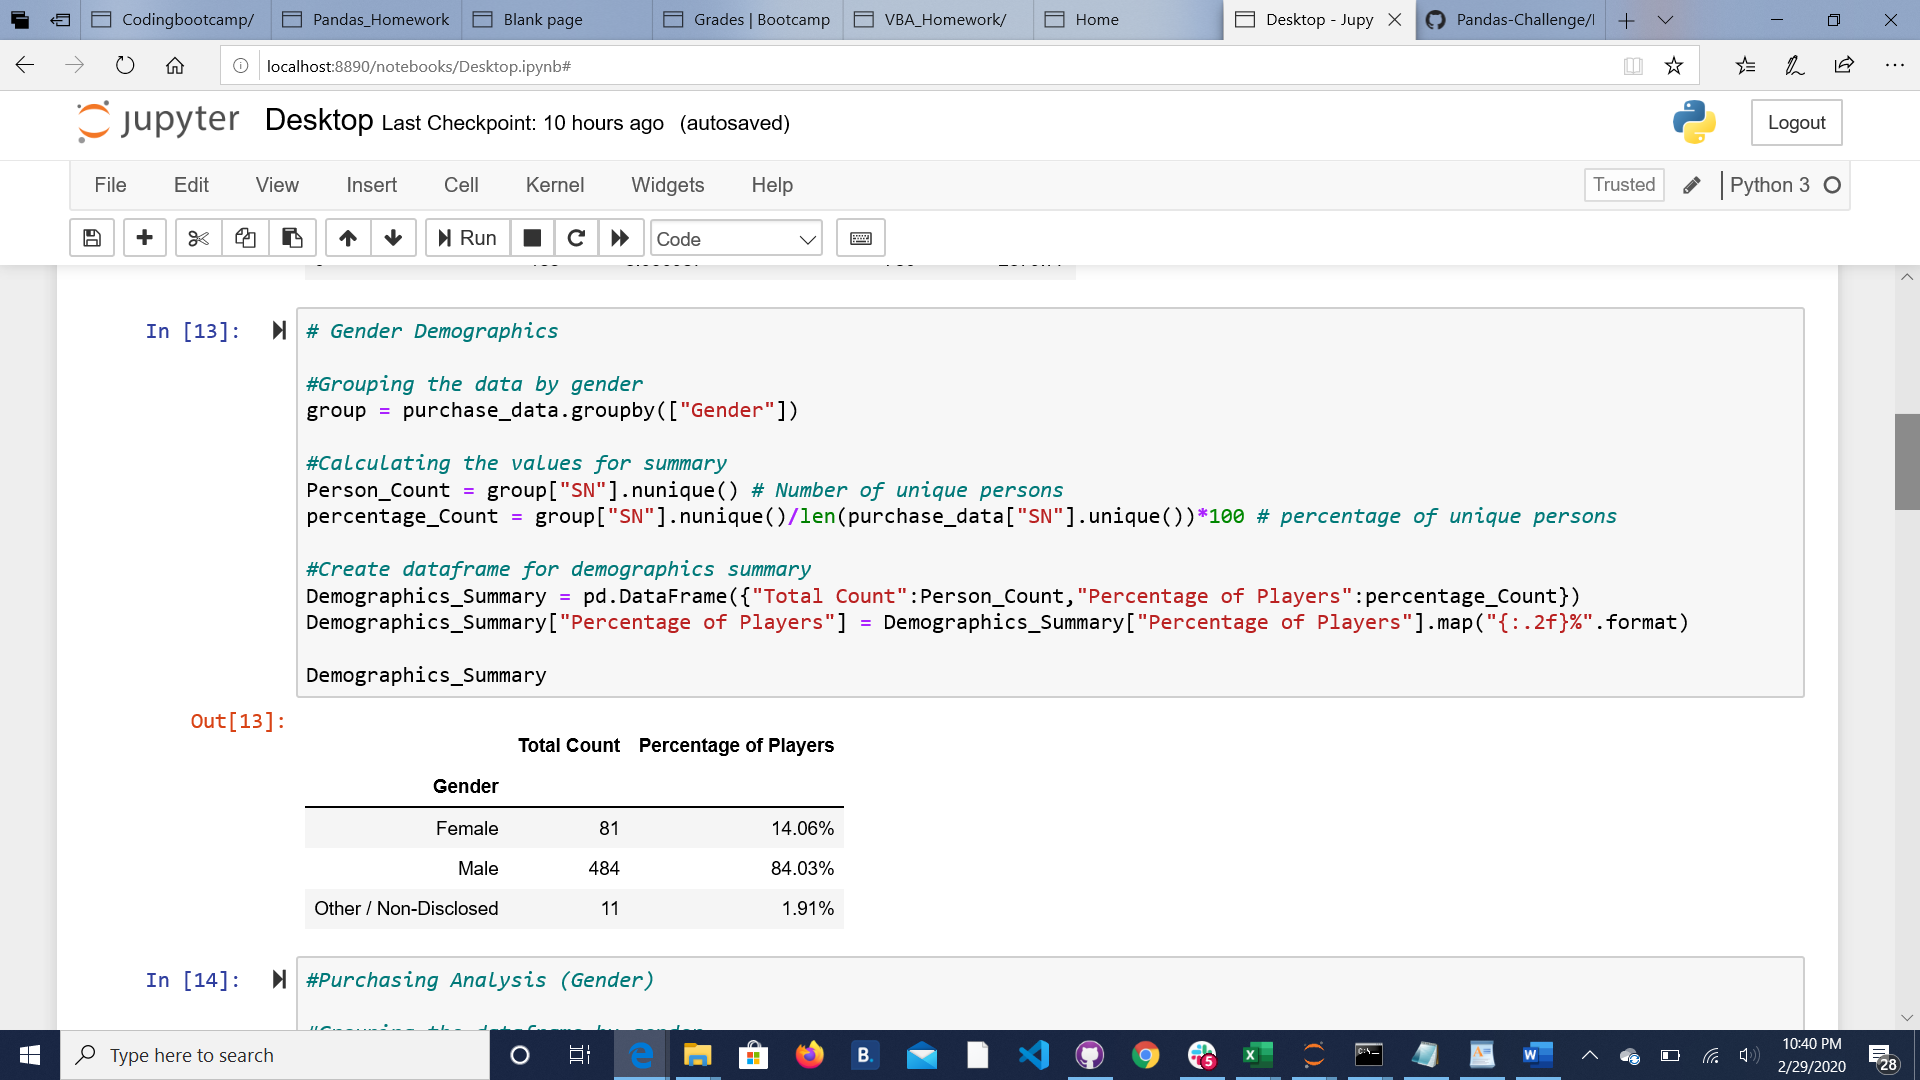 Codingbootcamp/
Pandas_Homework
Blank page
Grades | Bootcamp
VBA_Homework/
Home
Desktop - Jupy
Pandas-Challenge/
localhost:8890/notebooks/Desktop.ipynb#
jupyter Desktop Last Checkpoint: 10 hours ago (autosaved)
Logout
File Edit View Insert Cell Kernel Widgets Help
Trusted
Python 3
Run
Code
In [13]:
# Gender Demographics
#Grouping the data by gender
group = purchase_data.groupby(["Gender"])
#Calculating the values for summary
Person_Count = group["SN"].nunique() # Number of unique persons
percentage_Count = group["SN"].nunique()/len(purchase_data["SN"].unique())*100 # percentage of unique persons
#Create dataframe for demographics summary
Demographics_Summary = pd.DataFrame({"Total Count":Person_Count,"Percentage of Players":percentage_Count})
Demographics_Summary["Percentage of Players"] = Demographics_Summary["Percentage of Players"].map("{:.2f}%".format)
Demographics_Summary
Out[13]:
Total Count Percentage of Players
Gender
Female 81 14.06%
Male 484 84.03%
Other / Non-Disclosed 11 1.91%
In [14]:
#Purchasing Analysis (Gender)
#Grouping the dataframe by gender
Type here to search
B.
5
10:40 PM
2/29/2020
28